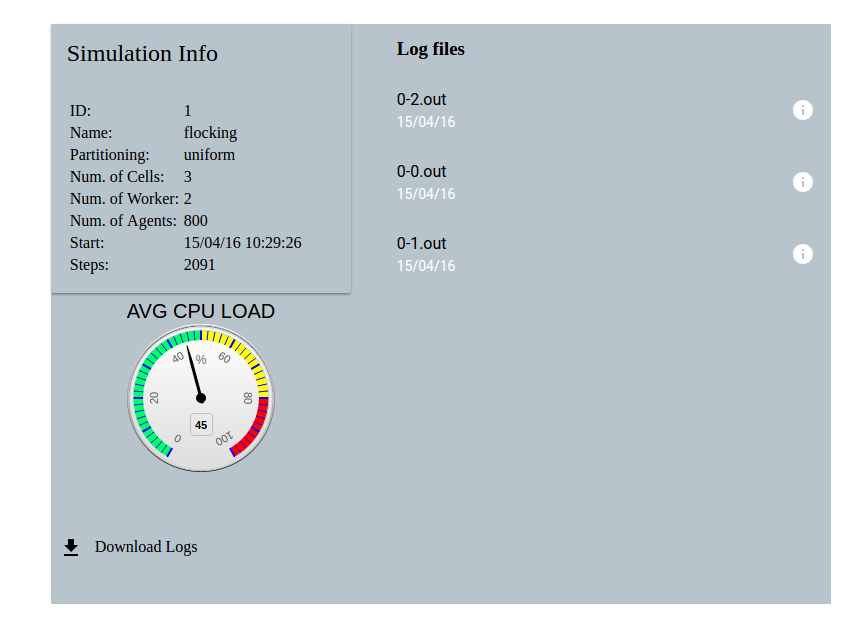 Simulation Info
ID: 1
Name: flocking
Partitioning: uniform
Num. of Cells: 3
Num. of Worker: 2
Num. of Agents: 800
Start: 15/04/16 10:29:26
Steps: 2091
AVG CPU LOAD
0 20 40 60 80 100
%
45
Download Logs
Log files
0-2.out
15/04/16
0-0.out
15/04/16
0-1.out
15/04/16